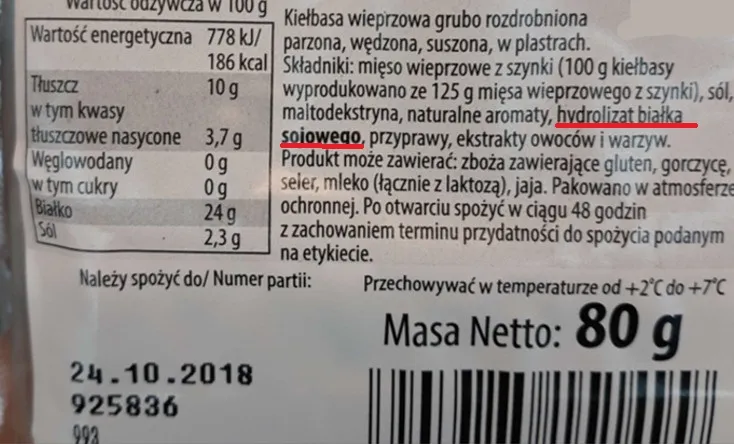 Wartość odżywcza w 100 g
Wartość energetyczna 778 kJ/
186 kcal
Tłuszcz 10 g
w tym kwasy
tłuszczowe nasycone 3,7 g
Węglowodany 0 g
w tym cukry 0 g
Białko 24 g
Sól 2,3 g
Kiełbasa wieprzowa grubo rozdrobniona
parzona, wędzona, suszona, w plastrach.
Składniki: mięso wieprzowe z szynki (100 g kiełbasy
wyprodukowano ze 125 g mięsa wieprzowego z szynki), sól,
maltodekstryna, naturalne aromaty, hydrolizat białka
sojowego, przyprawy, ekstrakty owoców i warzyw.
Produkt może zawierać: zboża zawierające gluten, gorczycę,
seler, mleko (łącznie z laktozą), jaja. Pakowano w atmosferze
ochronnej. Po otwarciu spożyć w ciągu 48 godzin
z zachowaniem terminu przydatności do spożycia podanym
na etykiecie.
Należy spożyć do/ Numer partii:
Przechowywać w temperaturze od +2°C do +7°C
Masa Netto: 80 g
24.10.2018
925836
993